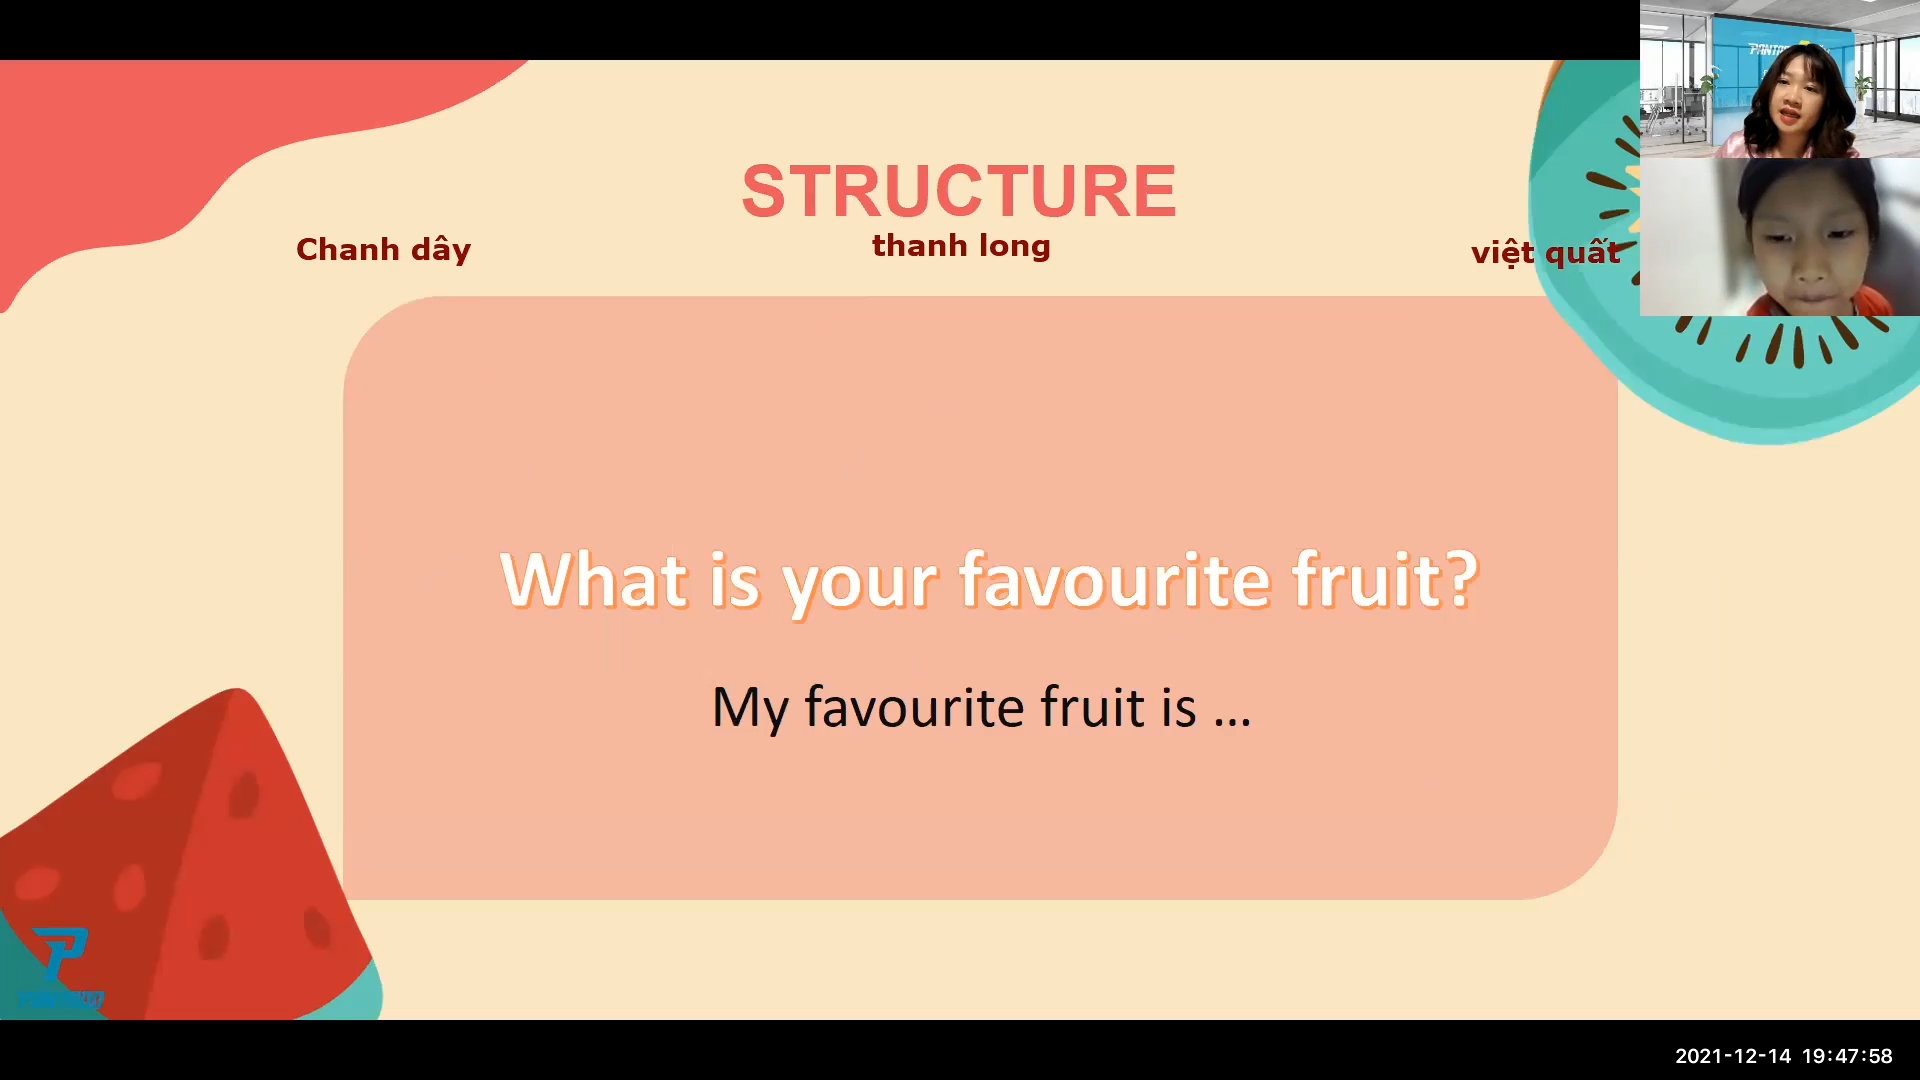 STRUCTURE
Chanh dây
thanh long
việt quất
What is your favourite fruit?
My favourite fruit is ...
2021-12-14 19:47:58